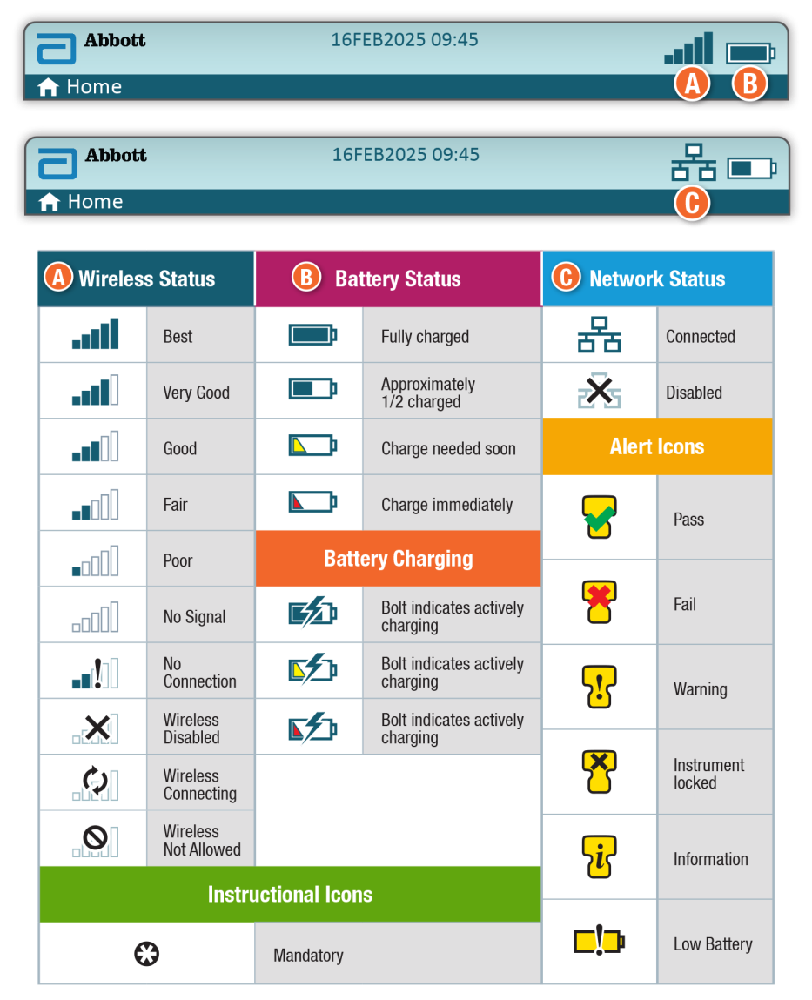 Abbott
16FEB2025 09:45
Home
A
B
Abbott
16FEB2025 09:45
Home
C
A Wireless Status
B Battery Status
C Network Status
Best
Fully charged
Connected
Very Good
Approximately
1/2 charged
Disabled
Good
Charge needed soon
Alert Icons
Fair
Charge immediately
Pass
Poor
Battery Charging
Fail
No Signal
Bolt indicates actively
charging
No
Connection
Bolt indicates actively
charging
Warning
Wireless
Disabled
Bolt indicates actively
charging
Instrument
locked
Wireless
Connecting
Wireless
Not Allowed
Information
Instructional Icons
Mandatory
Low Battery